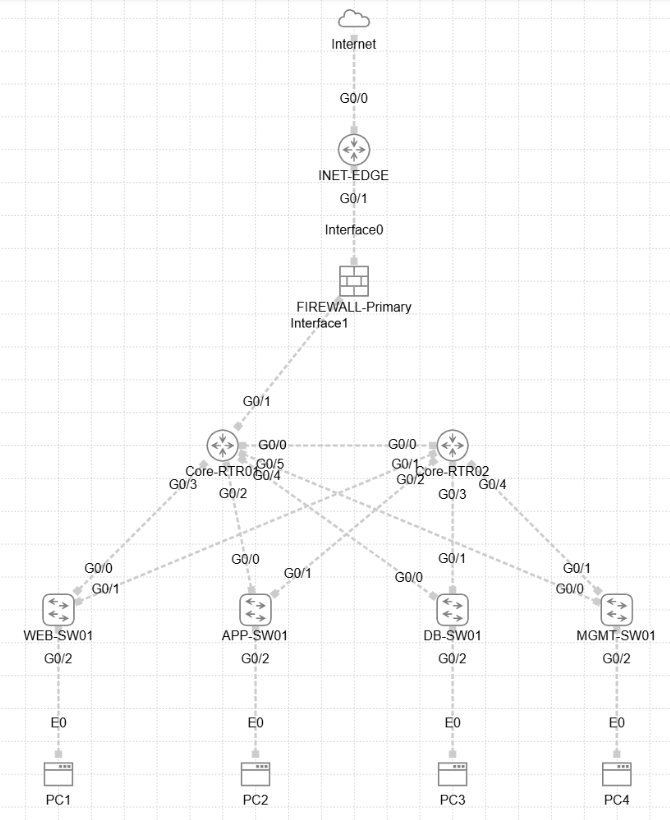 Internet
G0/0
INET-EDGE
G0/1
Interface0
FIREWALL-Primary
Interface1
G0/1
G0/0 G0/0
Core-RTR01 G0/5 G0/1 Core-RTR02
G0/3 G0/4 G0/2 G0/4
G0/2 G0/3
G0/0 G0/0 G0/1 G0/1
G0/1 G0/1 G0/0 G0/0
WEB-SW01 APP-SW01 DB-SW01 MGMT-SW01
G0/2 G0/2 G0/2 G0/2
E0 E0 E0 E0
PC1 PC2 PC3 PC4